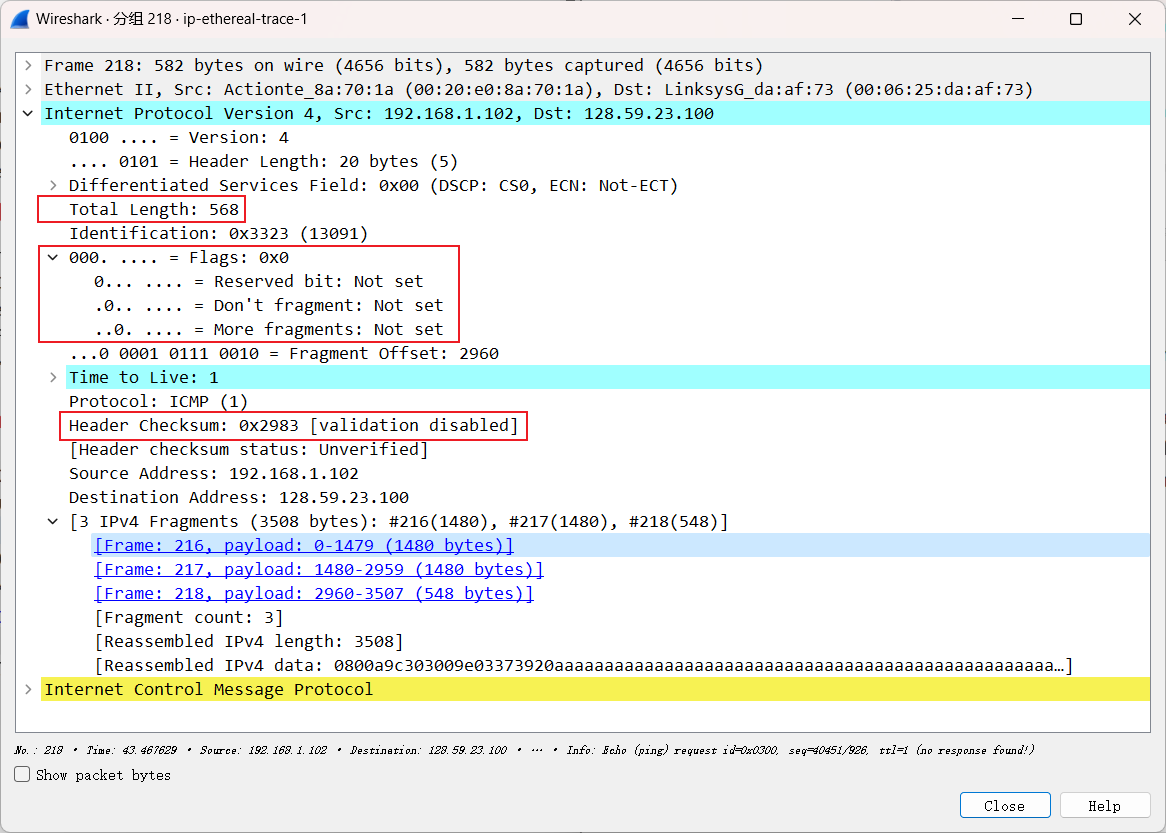 Wireshark · 分组 218 · ip-ethereal-trace-1
Frame 218: 582 bytes on wire (4656 bits), 582 bytes captured (4656 bits)
Ethernet II, Src: Actionte_8a:70:1a (00:20:e0:8a:70:1a), Dst: LinksysG_da:af:73 (00:06:25:da:af:73)
Internet Protocol Version 4, Src: 192.168.1.102, Dst: 128.59.23.100
0100 .... = Version: 4
.... 0101 = Header Length: 20 bytes (5)
Differentiated Services Field: 0x00 (DSCP: CS0, ECN: Not-ECT)
Total Length: 568
Identification: 0x3323 (13091)
000. .... = Flags: 0x0
0... .... = Reserved bit: Not set
.0.. .... = Don't fragment: Not set
..0. .... = More fragments: Not set
...0 0001 0111 0010 = Fragment Offset: 2960
Time to Live: 1
Protocol: ICMP (1)
Header Checksum: 0x2983 [validation disabled]
[Header checksum status: Unverified]
Source Address: 192.168.1.102
Destination Address: 128.59.23.100
[3 IPv4 Fragments (3508 bytes): #216(1480), #217(1480), #218(548)]
[Frame: 216, payload: 0-1479 (1480 bytes)]
[Frame: 217, payload: 1480-2959 (1480 bytes)]
[Frame: 218, payload: 2960-3507 (548 bytes)]
[Fragment count: 3]
[Reassembled IPv4 length: 3508]
[Reassembled IPv4 data: 0800a9c303009e03373920aaaaaaaaaaaaaaaaaaaaaaaaaaaaaaaaaaaaaaaaaaaaaaaaaa…]
Internet Control Message Protocol
No.: 218 · Time: 43.467629 · Source: 192.168.1.102 · Destination: 128.59.23.100 · ··· · Info: Echo (ping) request id=0x0300, seq=40451/926, ttl=1 (no response found!)
Show packet bytes
Close
Help